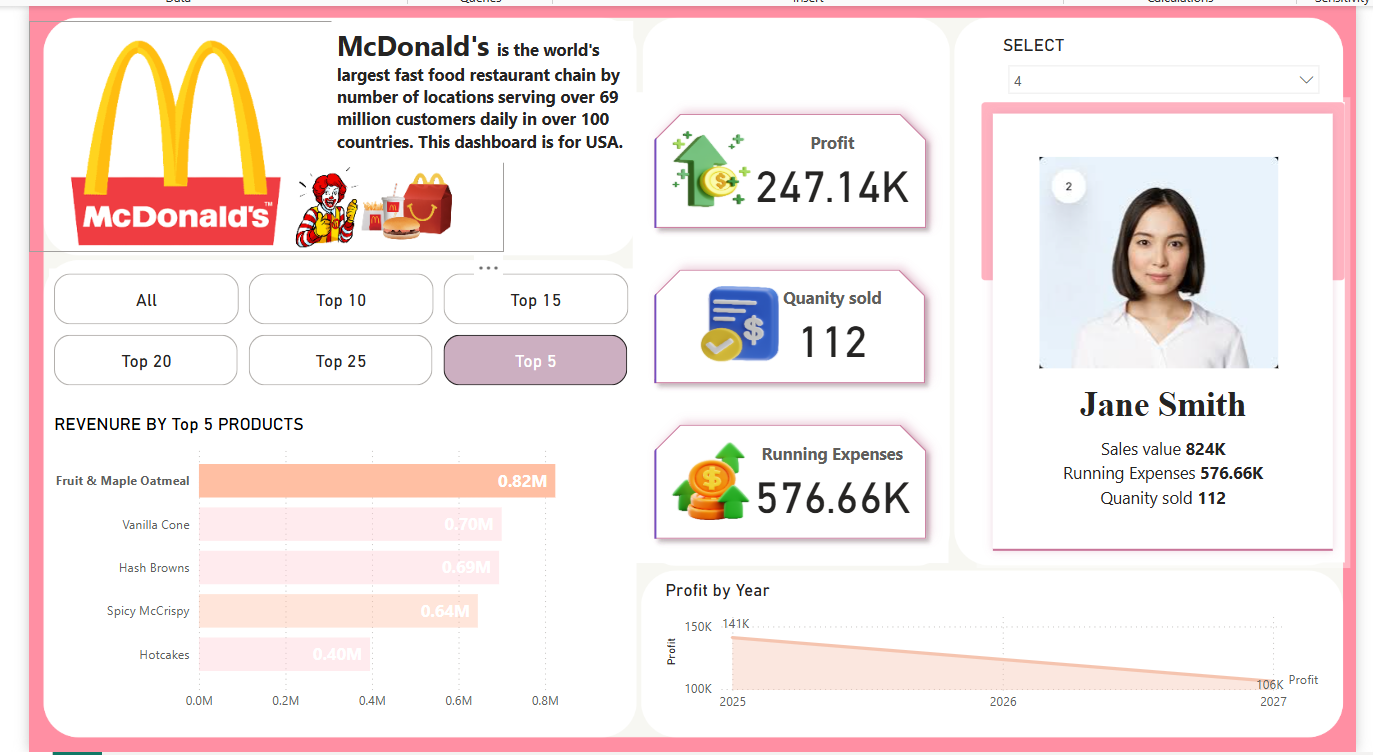 Data
Queries
Insert
Calculations
Sensitivity
McDonald's™
McDonald's is the world's
largest fast food restaurant chain by
number of locations serving over 69
million customers daily in over 100
countries. This dashboard is for USA.
All
Top 10
Top 15
Top 20
Top 25
Top 5
REVENURE BY Top 5 PRODUCTS
Fruit & Maple Oatmeal
0.82M
Vanilla Cone
0.70M
Hash Browns
0.69M
Spicy McCrispy
0.64M
Hotcakes
0.40M
0.0M 0.2M 0.4M 0.6M 0.8M
Profit
247.14K
Quanity sold
112
Running Expenses
576.66K
SELECT
4
2
Jane Smith
Sales value 824K
Running Expenses 576.66K
Quanity sold 112
Profit by Year
150K
141K
Profit
100K
106K
Profit
2025 2026 2027